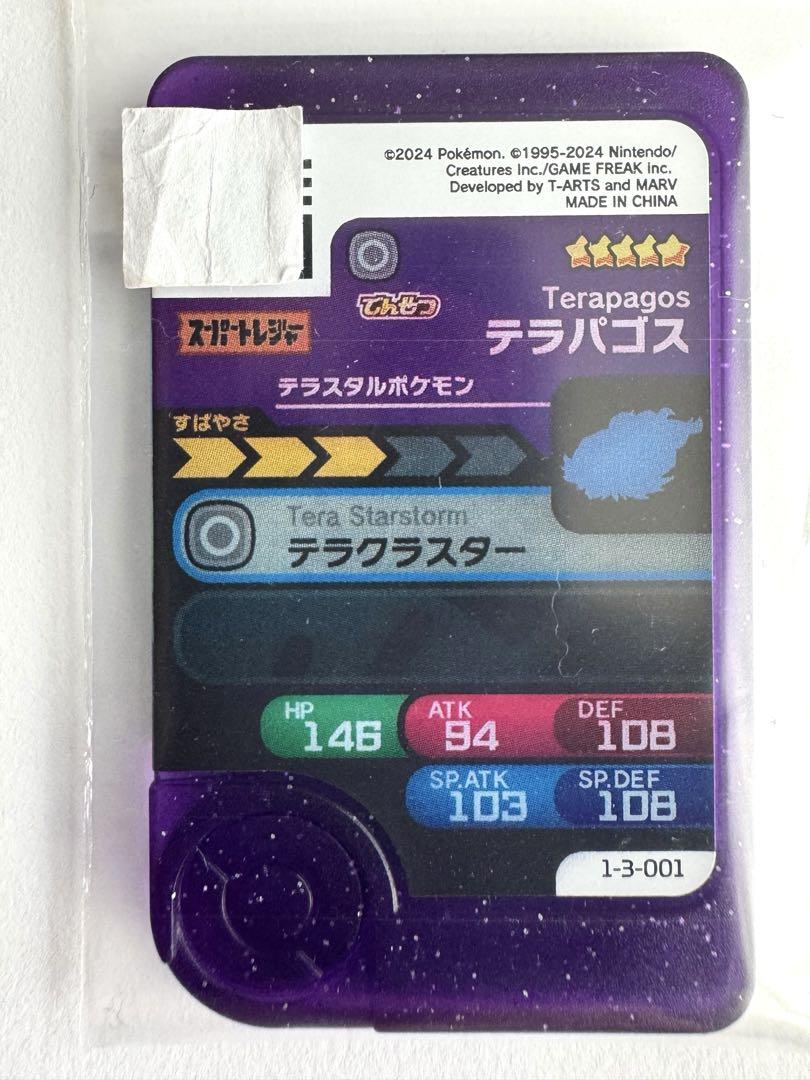 ©2024 Pokémon. ©1995-2024 Nintendo/
Creatures Inc./GAME FREAK inc.
Developed by T-ARTS and MARV
MADE IN CHINA
でんせつ
Terapagos
スーパートレジャー
テラパゴス
テラスタルポケモン
すばやさ
Tera Starstorm
テラクラスター
HP 146
ATK 94
DEF 108
SP.ATK 103
SP.DEF 108
1-3-001